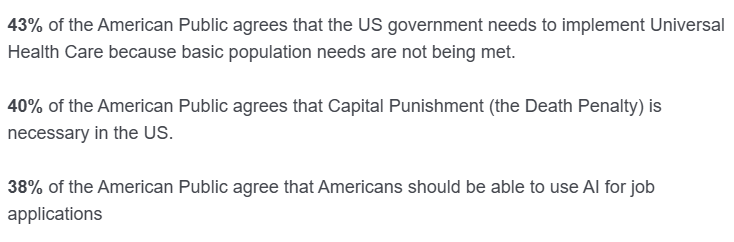 43% of the American Public agrees that the US government needs to implement Universal
Health Care because basic population needs are not being met.
40% of the American Public agrees that Capital Punishment (the Death Penalty) is
necessary in the US.
38% of the American Public agree that Americans should be able to use AI for job
applications